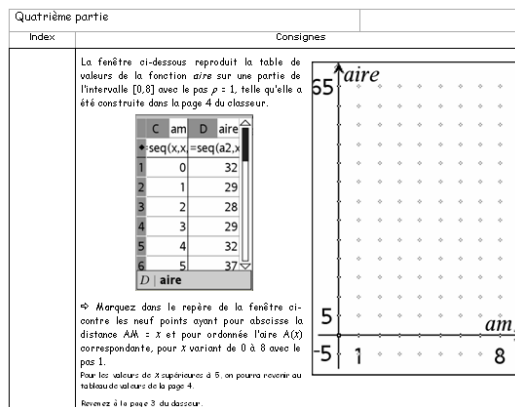 Quatrième partie
Index Consignes
La fenêtre ci-dessous reproduit la table de
valeurs de la fonction aire sur une partie de
l'intervalle [0,8] avec le pas p = 1, telle qu'elle a
été construite dans la page 4 du classeur.
C am D aire
=seq(x,x, =seq(a2,x
1 0 32
2 1 29
3 2 28
4 3 29
5 4 32
6 5 37
D | aire
⇨ Marquez dans le repère de la fenêtre ci-
contre les neuf points ayant pour abscisse la
distance AM = x et pour ordonnée l'aire A(x)
correspondante, pour x variant de 0 à 8 avec le
pas 1.
Pour les valeurs de x supérieures à 5, on pourra revenir au
tableau de valeurs de la page 4.
Revenez à la page 3 du classeur.
65 aire
5 am
-5 1 8